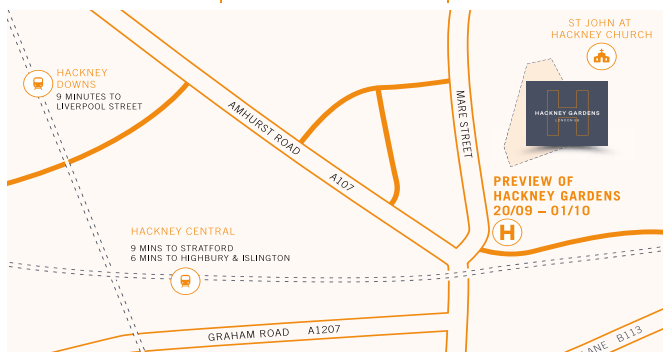 ST JOHN AT
HACKNEY CHURCH
HACKNEY
DOWNS
9 MINUTES TO
LIVERPOOL STREET
AMHURST ROAD
A107
MARE STREET
H
HACKNEY GARDENS
LONDON E8
PREVIEW OF
HACKNEY GARDENS
20/09 – 01/10
H
HACKNEY CENTRAL
9 MINS TO STRATFORD
6 MINS TO HIGHBURY & ISLINGTON
GRAHAM ROAD A1207
LANE B113